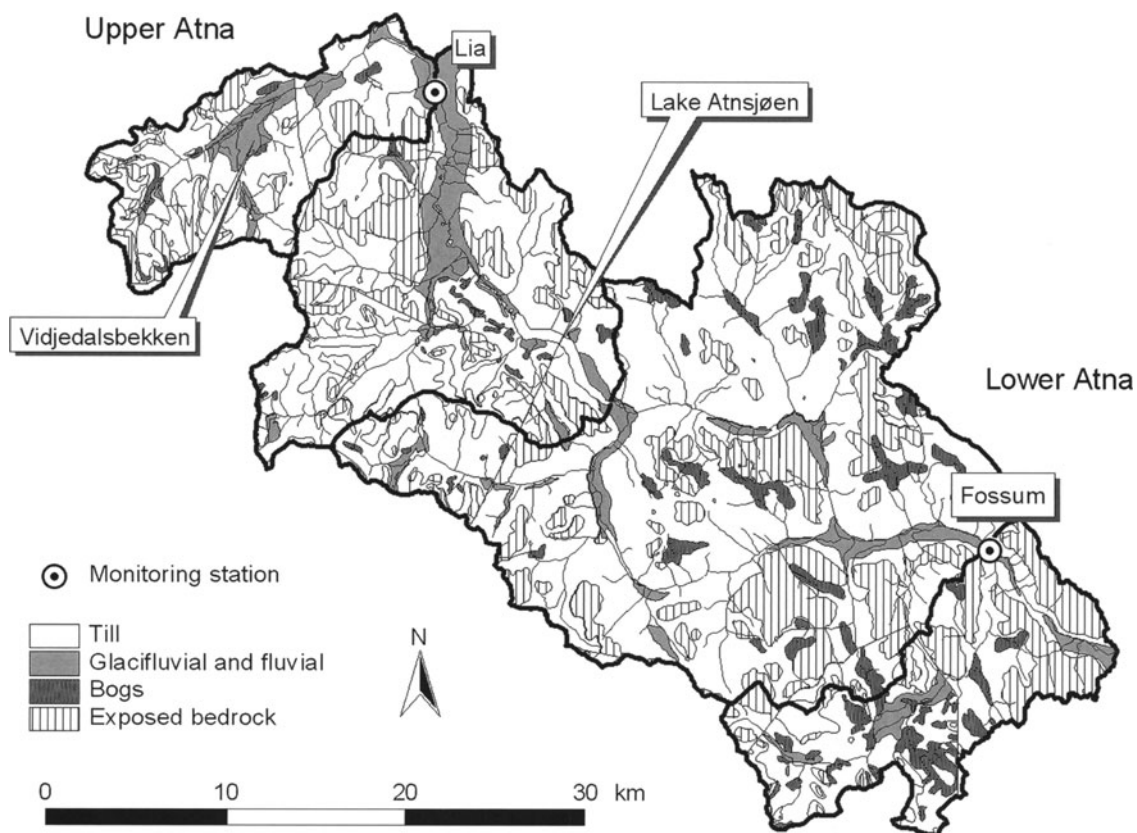 Upper Atna
Lia
Lake Atnsjøen
Vidjedalsbekken
Lower Atna
Fossum
Monitoring station
Till
Glacifluvial and fluvial
Bogs
Exposed bedrock
N
0 10 20 30 km